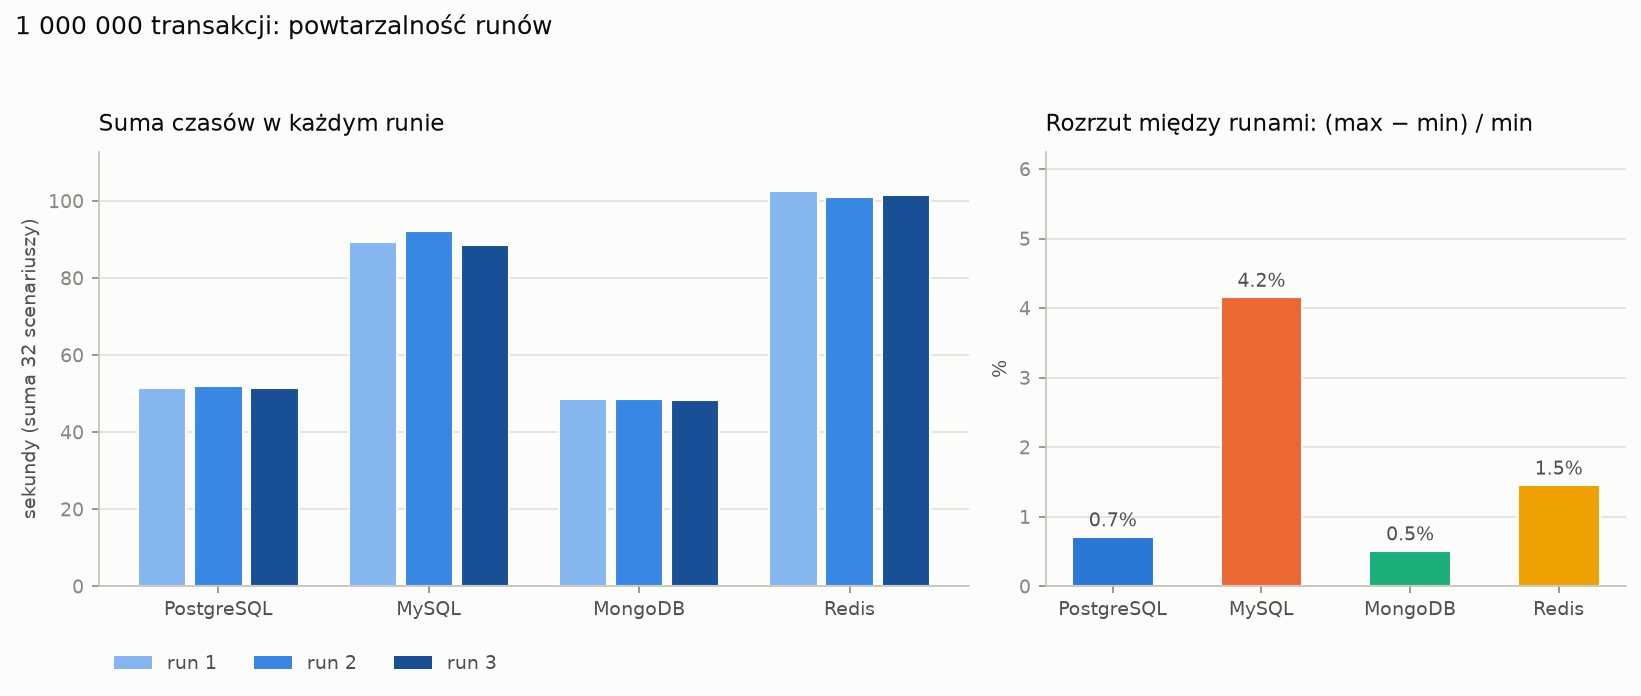 1 000 000 transakcji: powtarzalność runów
Suma czasów w każdym runie
sekundy (suma 32 scenariuszy)
100
80
60
40
20
0
PostgreSQL MySQL MongoDB Redis
run 1 run 2 run 3
Rozrzut między runami: (max − min) / min
%
6
5
4
3
2
1
0
0.7%
4.2%
0.5%
1.5%
PostgreSQL MySQL MongoDB Redis